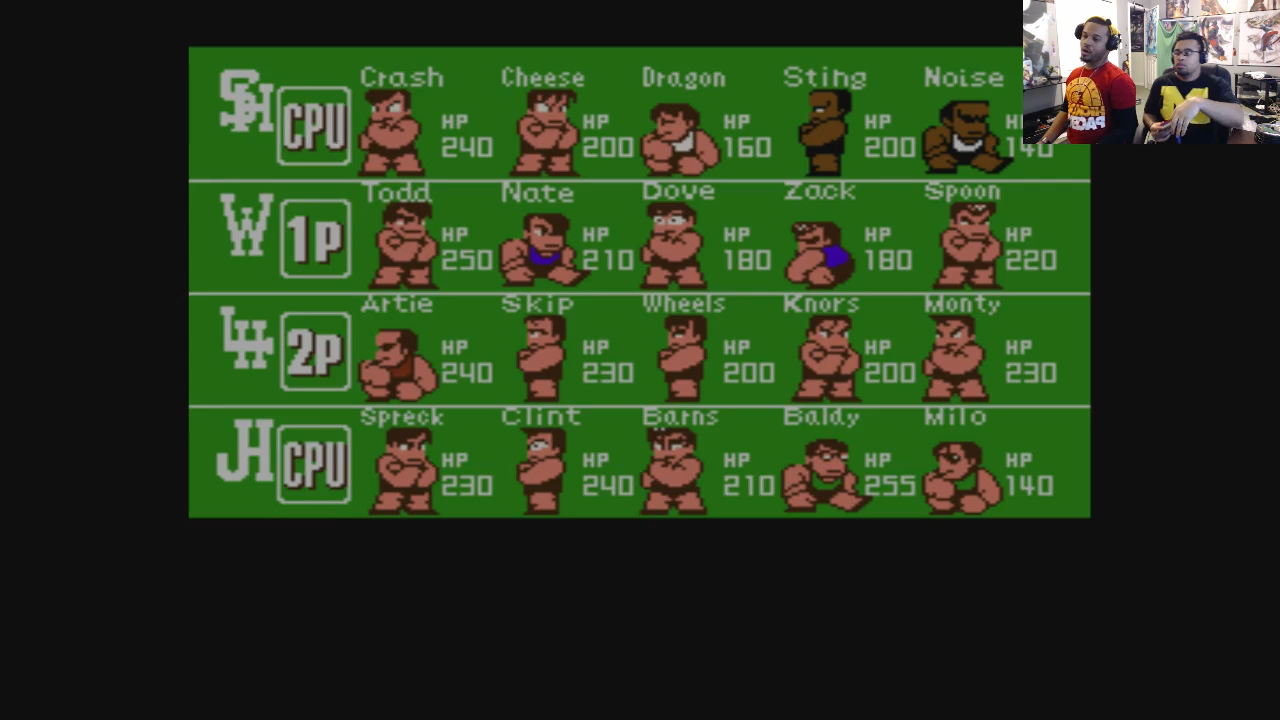 SH CPU Crash HP 240 Cheese HP 200 Dragon HP 160 Sting HP 200 Noise 140
W 1P Todd HP 250 Nate HP 210 Dove HP 180 Zack HP 180 Spoon HP 220
LH 2P Artie HP 240 Skip HP 230 Wheels HP 200 Knors HP 200 Monty HP 230
JH CPU Spreck HP 230 Clint HP 240 Barns HP 210 Baldy HP 255 Milo HP 140